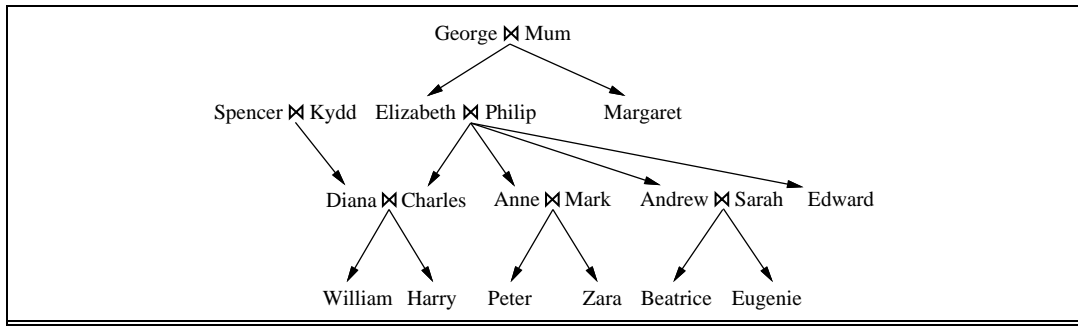 George ⋈ Mum
Spencer ⋈ Kydd Elizabeth ⋈ Philip Margaret
Diana ⋈ Charles Anne ⋈ Mark Andrew ⋈ Sarah Edward
William Harry Peter Zara Beatrice Eugenie